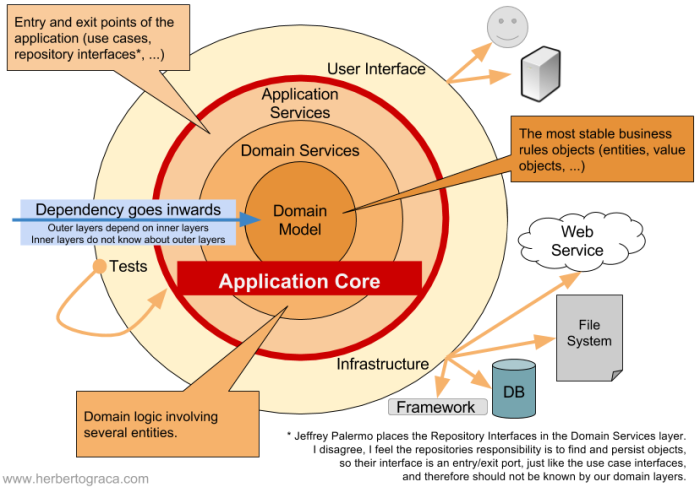 Entry and exit points of the
application (use cases,
repository interfaces*, ...)
User Interface
Application
Services
Domain Services
The most stable business
rules objects (entities, value
objects, ...)
Dependency goes inwards
Outer layers depend on inner layers
Inner layers do not know about outer layers
Domain
Model
Web
Service
Tests
Application Core
File
System
Infrastructure
DB
Framework
Domain logic involving
several entities.
* Jeffrey Palermo places the Repository Interfaces in the Domain Services layer.
I disagree, I feel the repositories responsibility is to find and persist objects,
so their interface is an entry/exit port, just like the use case interfaces,
and therefore should not be known by our domain layers.
www.herbertograca.com